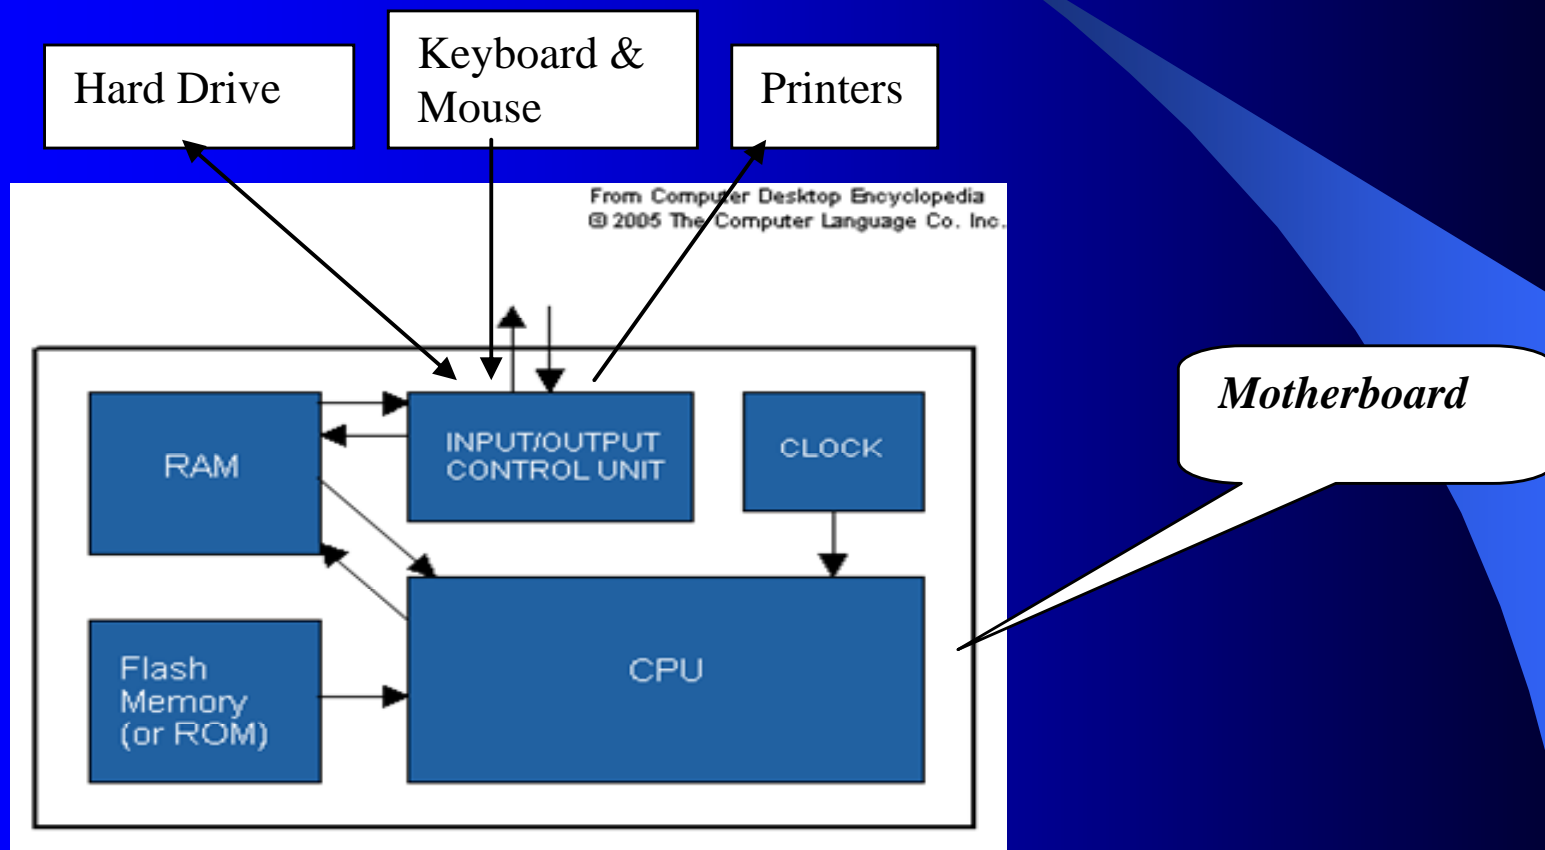 Hard Drive
Keyboard &
Mouse
Printers
From Computer Desktop Encyclopedia
© 2005 The Computer Language Co. Inc.
Motherboard
RAM
INPUT/OUTPUT
CONTROL UNIT
CLOCK
Flash
Memory
(or ROM)
CPU